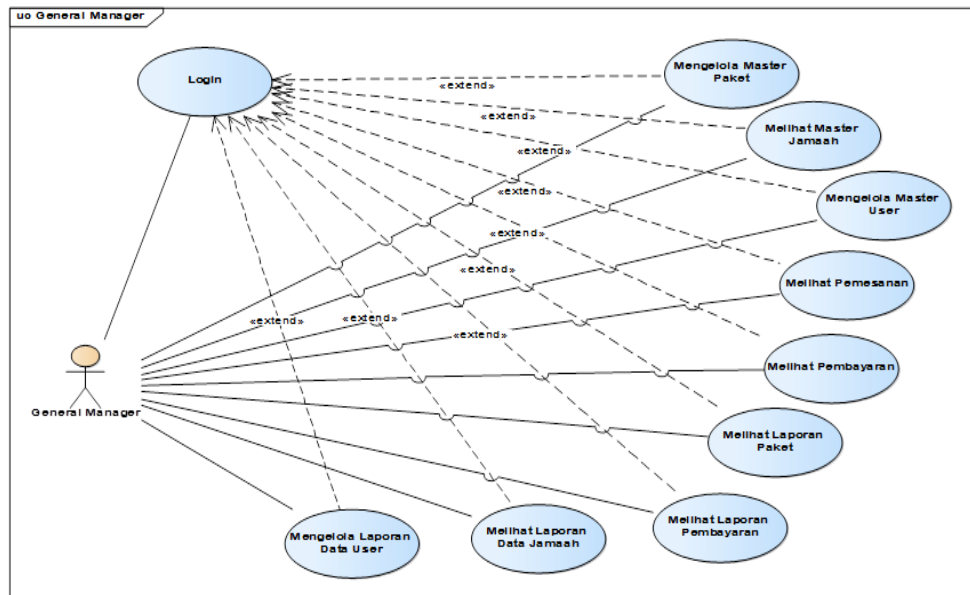 uc General Manager
Login
Mengelola Master
Paket
«extend»
«extend»
Melihat Master
Jamaah
«extend»
Mengelola Master
User
«extend»
«extend»
Melihat Pemesanan
«extend»
«extend»
«extend»
Melihat Pembayaran
General Manager
Melihat Laporan
Paket
Melihat Laporan
Pembayaran
Melihat Laporan
Data Jamaah
Mengelola Laporan
Data User